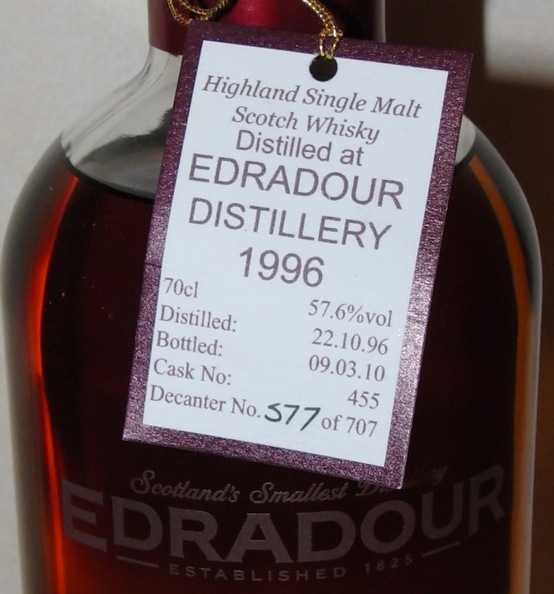 Highland Single Malt
Scotch Whisky
Distilled at
EDRADOUR
DISTILLERY
1996
70cl 57.6%vol
Distilled: 22.10.96
Bottled: 09.03.10
Cask No: 455
Decanter No. 577 of 707
Scotland's Smallest Distillery
EDRADOUR
ESTABLISHED 1825